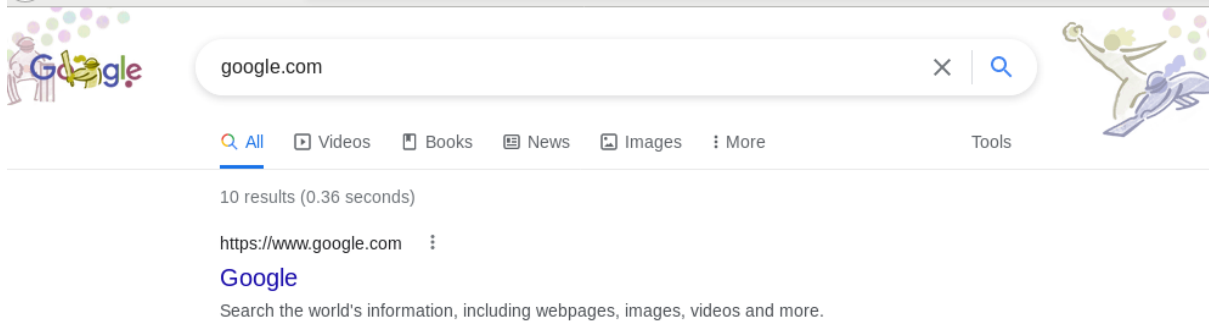 Google
google.com
All Videos Books News Images More Tools
10 results (0.36 seconds)
https://www.google.com
Google
Search the world's information, including webpages, images, videos and more.